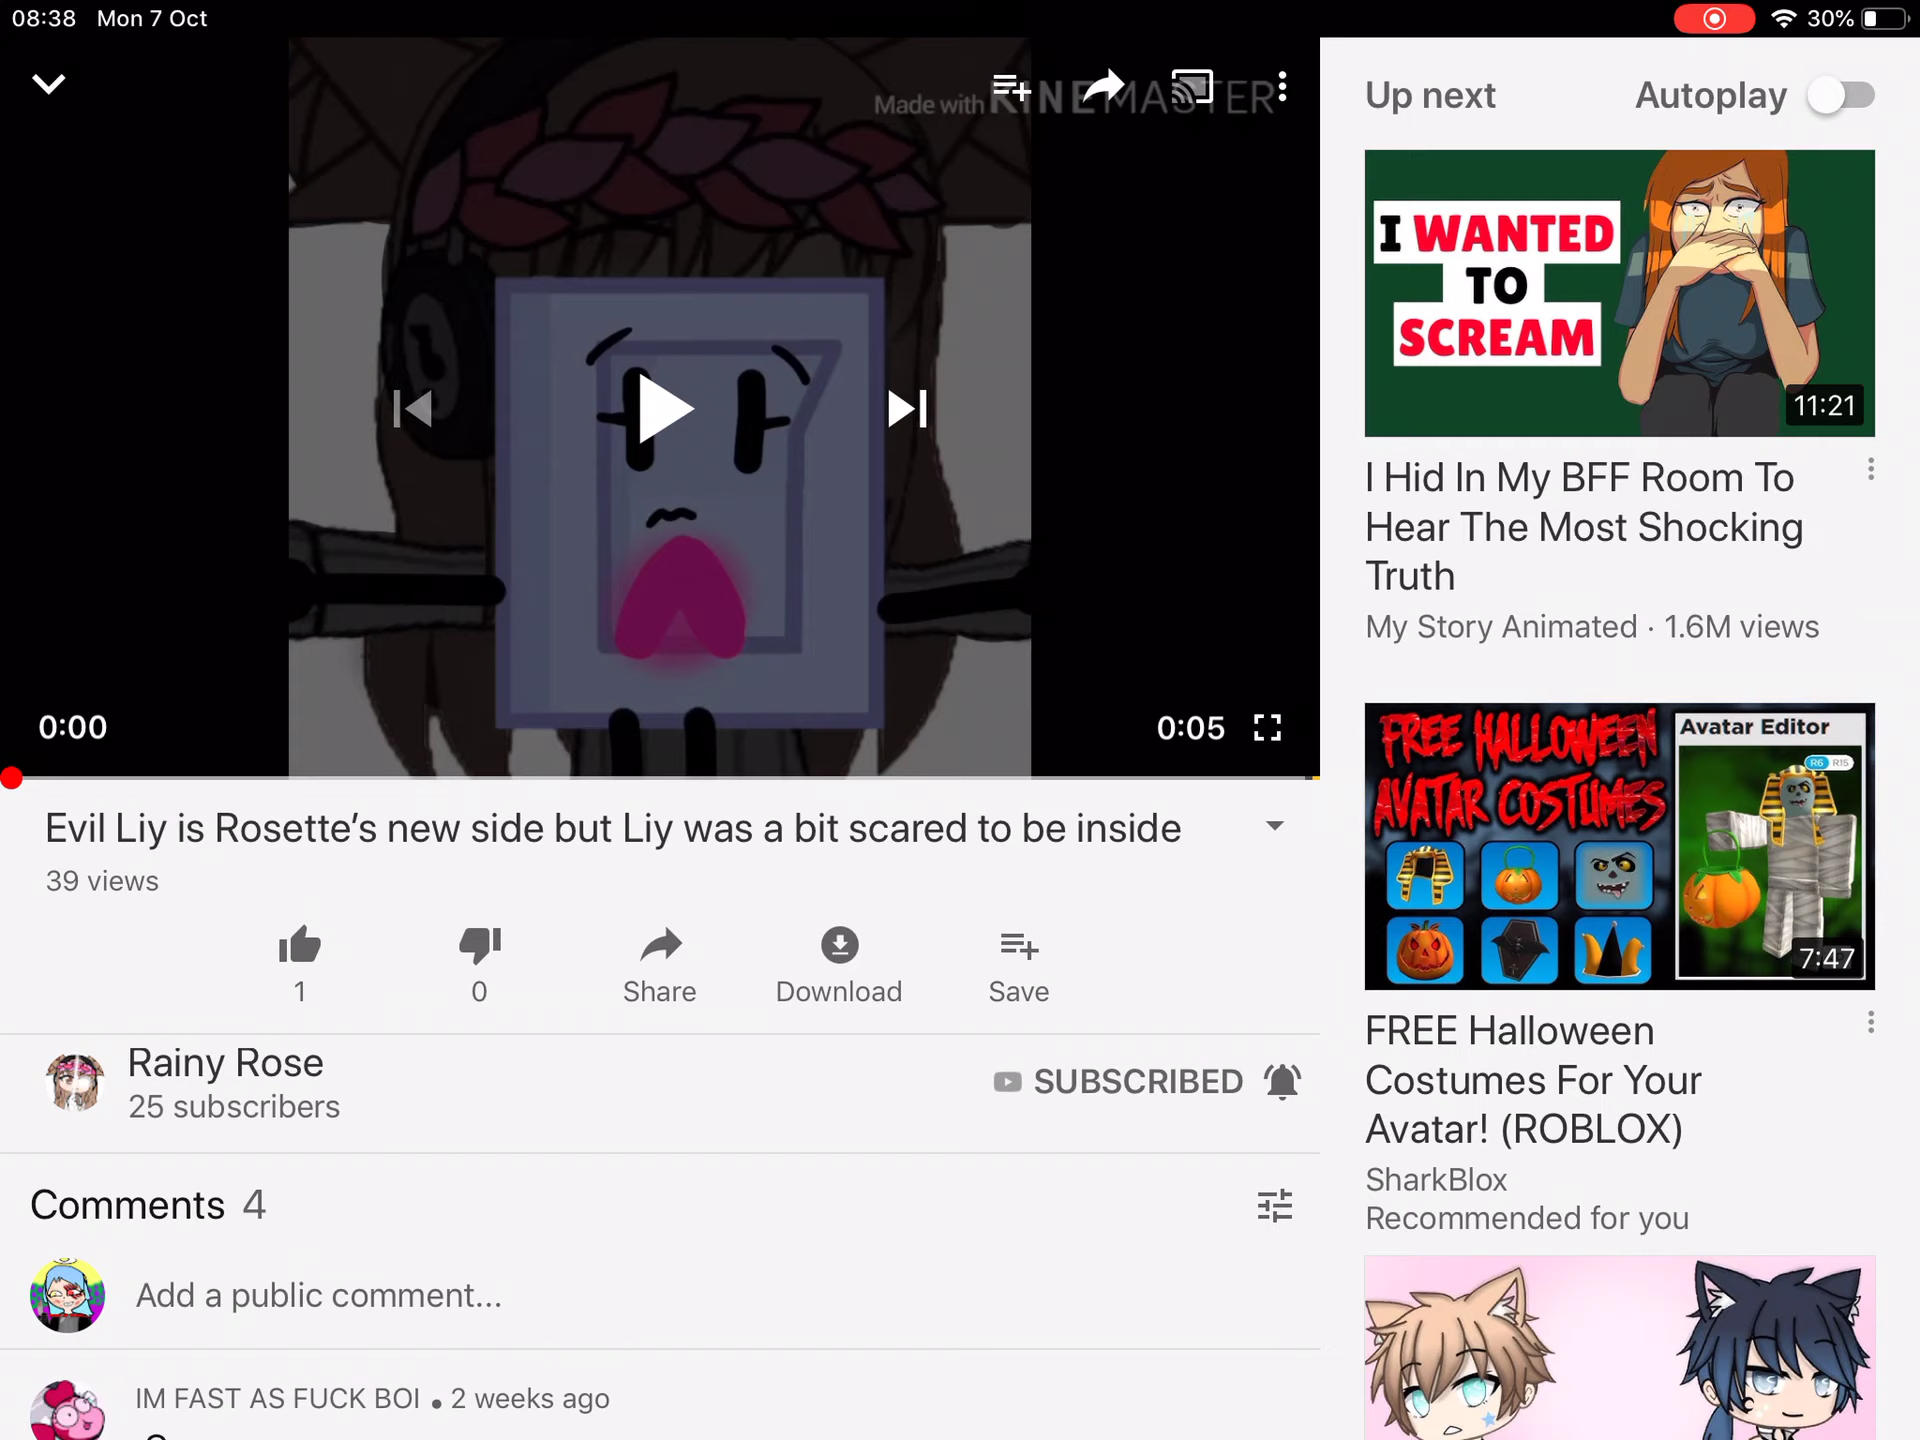 08:38 Mon 7 Oct
30%
Made with KINEMASTER
0:00
0:05
Evil Liy is Rosette’s new side but Liy was a bit scared to be inside
39 views
1
0
Share
Download
Save
Rainy Rose
25 subscribers
SUBSCRIBED
Comments 4
Add a public comment...
IM FAST AS FUCK BOI • 2 weeks ago
Up next
Autoplay
I WANTED
TO
SCREAM
11:21
I Hid In My BFF Room To
Hear The Most Shocking
Truth
My Story Animated · 1.6M views
FREE HALLOWEEN
AVATAR COSTUMES
Avatar Editor
R6 R15
7:47
FREE Halloween
Costumes For Your
Avatar! (ROBLOX)
SharkBlox
Recommended for you